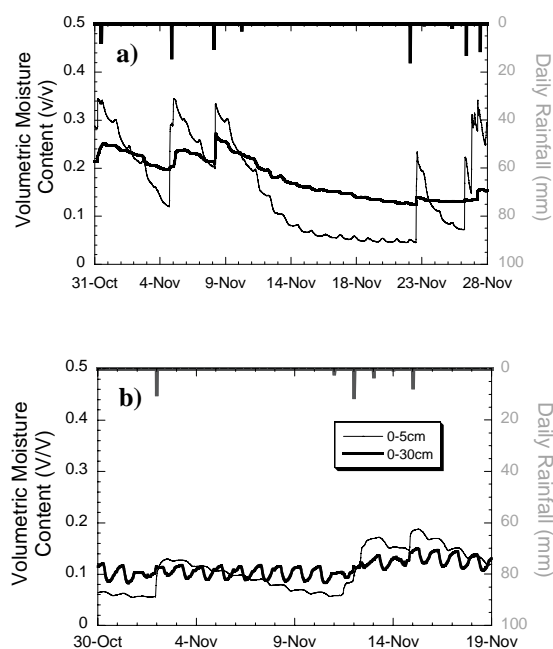 a)
Volumetric Moisture
Content (v/v)
0.5
0.4
0.3
0.2
0.1
0
0
20
40
60
80
100
Daily Rainfall (mm)
31-Oct 4-Nov 9-Nov 14-Nov 18-Nov 23-Nov 28-Nov
b)
Volumetric Moisture
Content (V/V)
0.5
0.4
0.3
0.2
0.1
0
0-5cm
0-30cm
0
20
40
60
80
100
Daily Rainfall (mm)
30-Oct 4-Nov 9-Nov 14-Nov 19-Nov